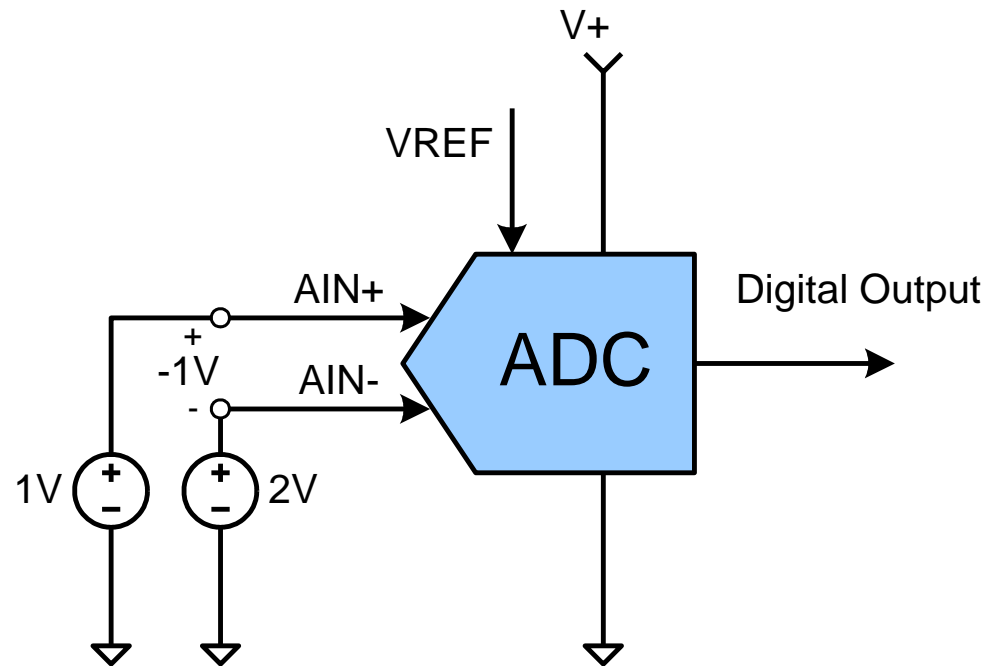 V+
VREF
AIN+
Digital Output
+
-1V
ADC
AIN-
-
1V
+
−
+
−
2V